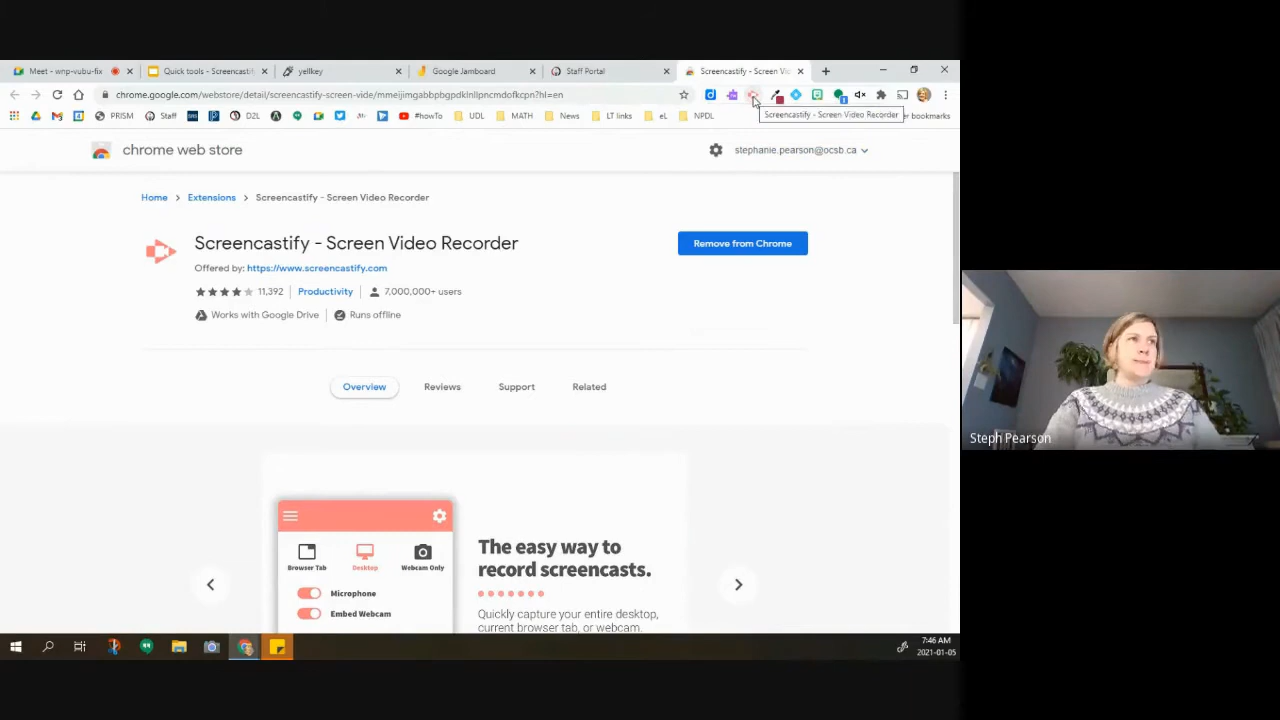 Meet - wnp-vubu-fix
Quick tools - Screencastif
yellkey
Google Jamboard
Staff Portal
Screencastify - Screen Vid
chrome.google.com/webstore/detail/screencastify-screen-vide/mmeijimgabbpbgpdklnllpncmdofkcpn?hl=en
PRISM
Staff
D2L
#howTo
UDL
MATH
News
LT links
eL
NPDL
er bookmarks
Screencastify - Screen Video Recorder
chrome web store
stephanie.pearson@ocsb.ca
Home
Extensions
Screencastify - Screen Video Recorder
Screencastify - Screen Video Recorder
Remove from Chrome
Offered by: https://www.screencastify.com
11,392
Productivity
7,000,000+ users
Works with Google Drive
Runs offline
Overview
Reviews
Support
Related
Browser Tab
Desktop
Webcam Only
Microphone
Embed Webcam
The easy way to
record screencasts.
Quickly capture your entire desktop,
current browser tab, or webcam.
Steph Pearson
7:46 AM
2021-01-05